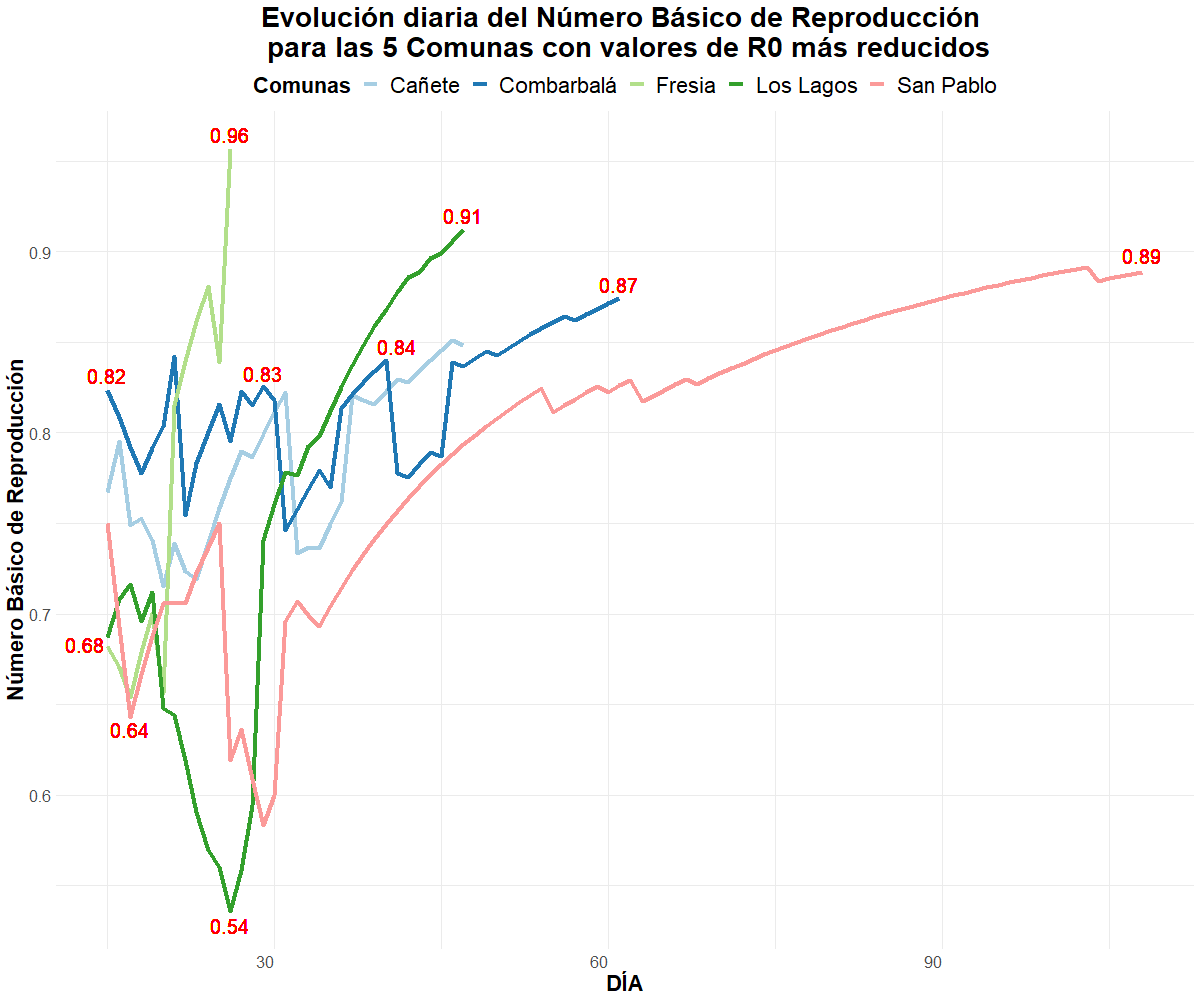 Evolución diaria del Número Básico de Reproducción
para las 5 Comunas con valores de R0 más reducidos
Comunas Cañete Combarbalá Fresia Los Lagos San Pablo
Número Básico de Reproducción
0.9
0.8
0.7
0.6
0.96
0.91
0.89
0.87
0.84
0.83
0.82
0.68
0.64
0.54
30 60 90
DÍA